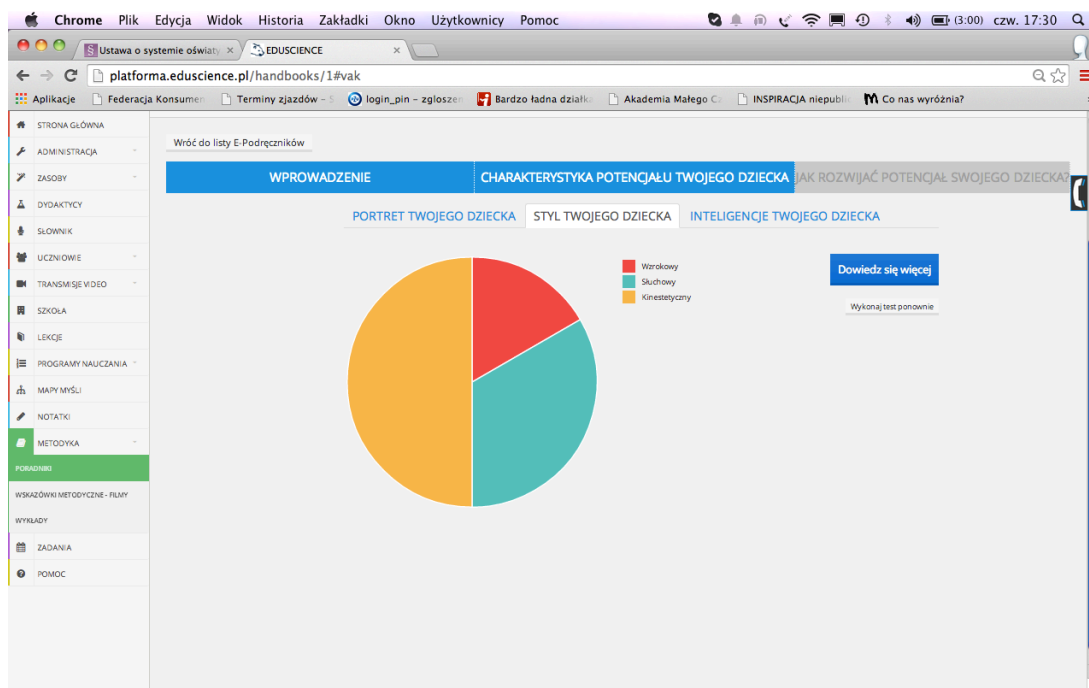 Chrome Plik Edycja Widok Historia Zakładki Okno Użytkownicy Pomoc (3:00) czw. 17:30
Ustawa o systemie oświaty × EDUSCIENCE ×
platforma.eduscience.pl/handbooks/1#vak
Aplikacje Federacja Konsumen Terminy zjazdów – S login_pin – zgloszen Bardzo ładna działka Akademia Małego Cz INSPIRACJA niepublic Co nas wyróżnia?
STRONA GŁÓWNA
ADMINISTRACJA
ZASOBY
DYDAKTYCY
SŁOWNIK
UCZNIOWIE
TRANSMISJE VIDEO
SZKOŁA
LEKCJE
PROGRAMY NAUCZANIA
MAPY MYŚLI
NOTATKI
METODYKA
PORADNIKI
WSKAZÓWKI METODYCZNE - FILMY
WYKŁADY
ZADANIA
POMOC
Wróć do listy E-Podręczników
WPROWADZENIE CHARAKTERYSTYKA POTENCJAŁU TWOJEGO DZIECKA JAK ROZWIJAĆ POTENCJAŁ SWOJEGO DZIECKA?
PORTRET TWOJEGO DZIECKA STYL TWOJEGO DZIECKA INTELIGENCJE TWOJEGO DZIECKA
Wzrokowy
Słuchowy
Kinestetyczny
Dowiedz się więcej
Wykonaj test ponownie